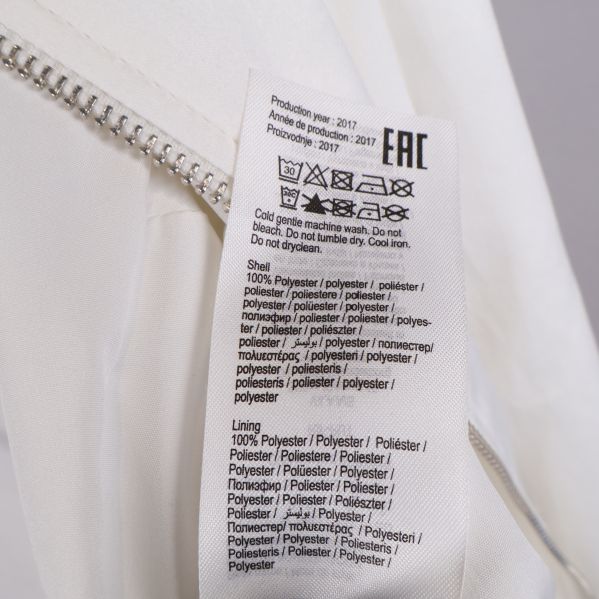 Production year : 2017
Année de production : 2017
Proizvodnje : 2017
EAC
30
Cold gentle machine wash. Do not
bleach. Do not tumble dry. Cool iron.
Do not dryclean.
Shell
100% Polyester / polyester / poliéster /
poliester / poliestere / poliester /
polyester / polüester / polyester /
полиэфир / poliester / polyes-
ter / poliester / poliészter /
poliester / بوليستر / polyester / полиестер/
πολυεστέρας / polyesteri / polyester /
polyester / poliesteris /
poliesteris / poliester / polyester /
polyester
Lining
100% Polyester / Polyester / Poliéster /
Poliester / Poliestere / Poliester /
Polyester / Polüester / Polyester /
Полиэфир / Poliester / Poliester /
Polyester / Poliester / Poliészter /
Poliester / بوليستر / Polyester /
Полиестер/ πολυεστέρας / Polyesteri /
Polyester / Polyester / Poliesteris /
Poliesteris / Poliester / Polyester /
Polyester